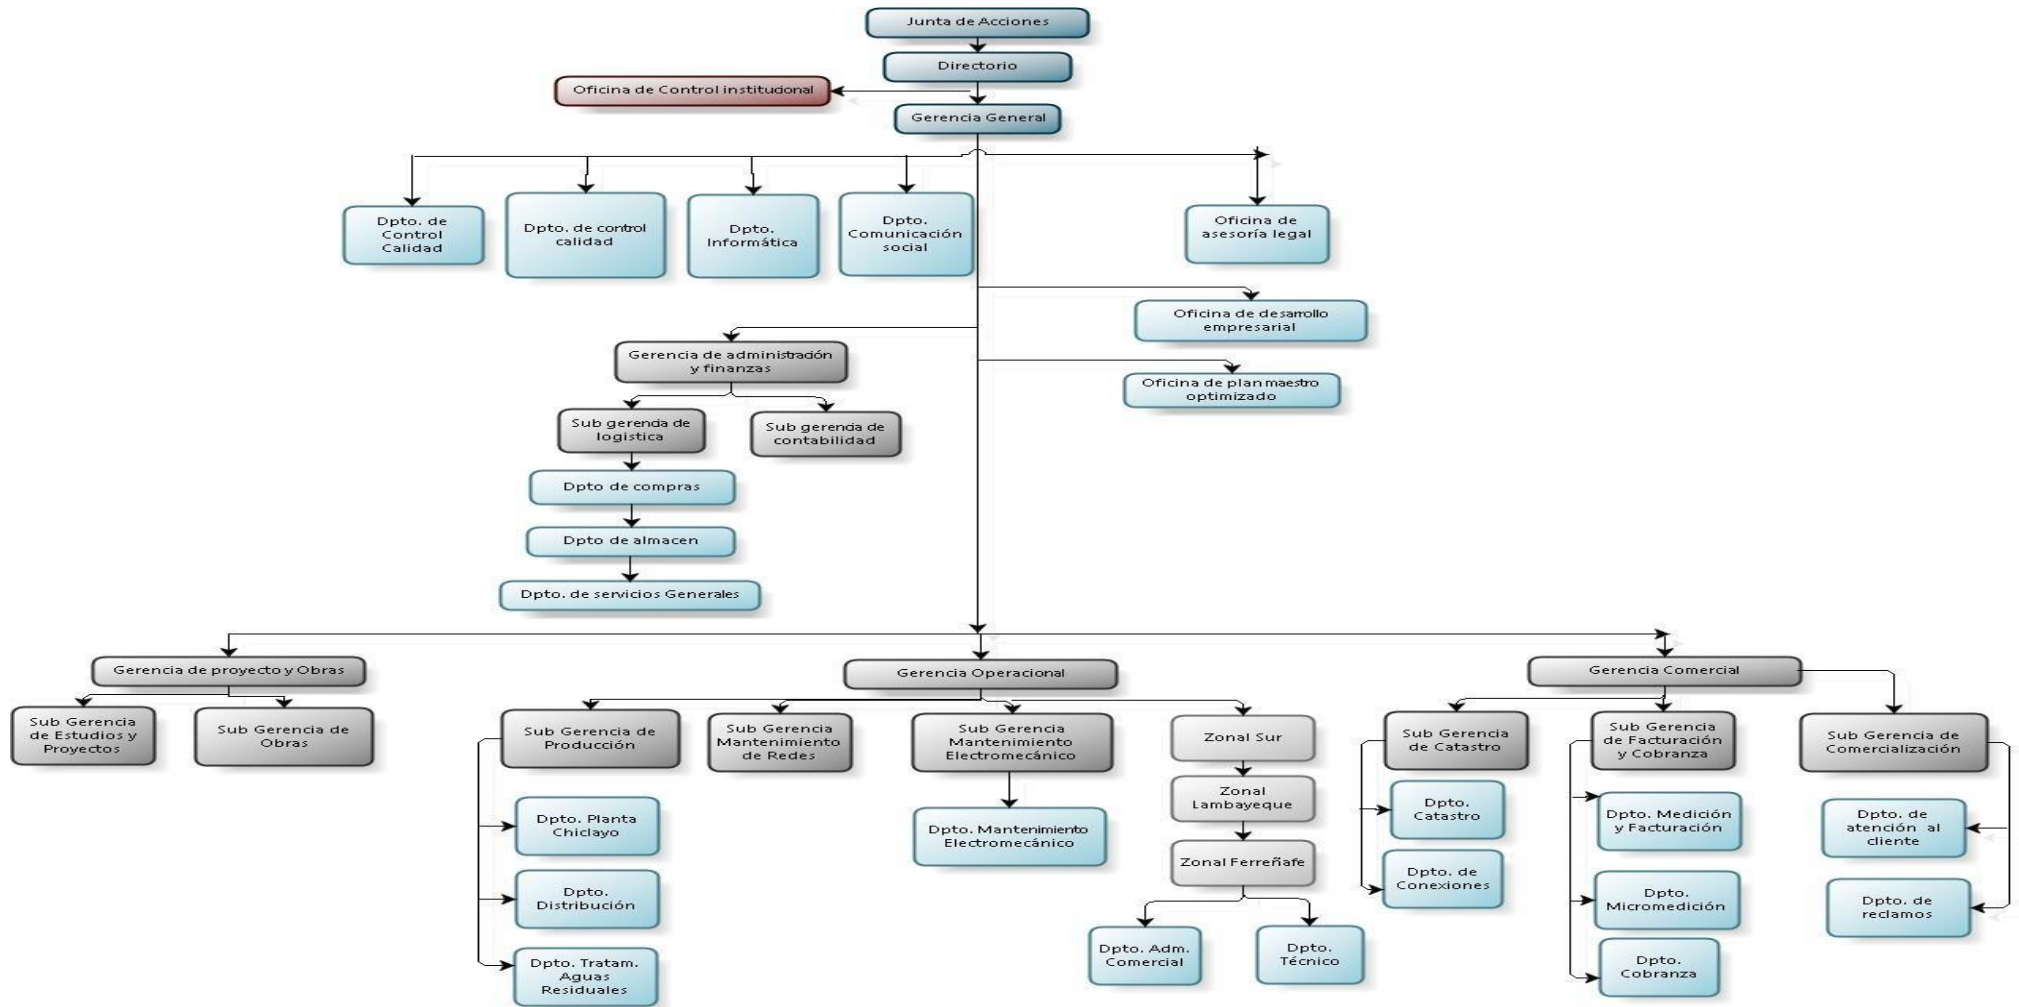 Junta de Acciones
Directorio
Oficina de Control institucional
Gerencia General
Dpto. de
Control
Calidad
Dpto. de control
calidad
Dpto.
Informática
Dpto.
Comunicación
social
Oficina de
asesoría legal
Oficina de desarrollo
empresarial
Gerencia de administración
y finanzas
Oficina de plan maestro
optimizado
Sub gerencia de
logistica
Sub gerencia de
contabilidad
Dpto de compras
Dpto de almacen
Dpto. de servicios Generales
Gerencia de proyecto y Obras
Gerencia Operacional
Gerencia Comercial
Sub Gerencia
de Estudios y
Proyectos
Sub Gerencia de
Obras
Sub Gerencia de
Producción
Sub Gerencia
Mantenimiento
de Redes
Sub Gerencia
Mantenimiento
Electromecánico
Zonal Sur
Sub Gerencia
de Catastro
Sub Gerencia
de Facturación
y Cobranza
Sub Gerencia de
Comercialización
Zonal
Lambayeque
Zonal Ferreñafe
Dpto. Planta
Chiclayo
Dpto.
Distribución
Dpto. Tratam.
Aguas
Residuales
Dpto. Mantenimiento
Electromecánico
Dpto. Adm.
Comercial
Dpto.
Técnico
Dpto.
Catastro
Dpto. de
Conexiones
Dpto. Medición
y Facturación
Dpto.
Micromedición
Dpto.
Cobranza
Dpto. de
atención al
cliente
Dpto. de
reclamos